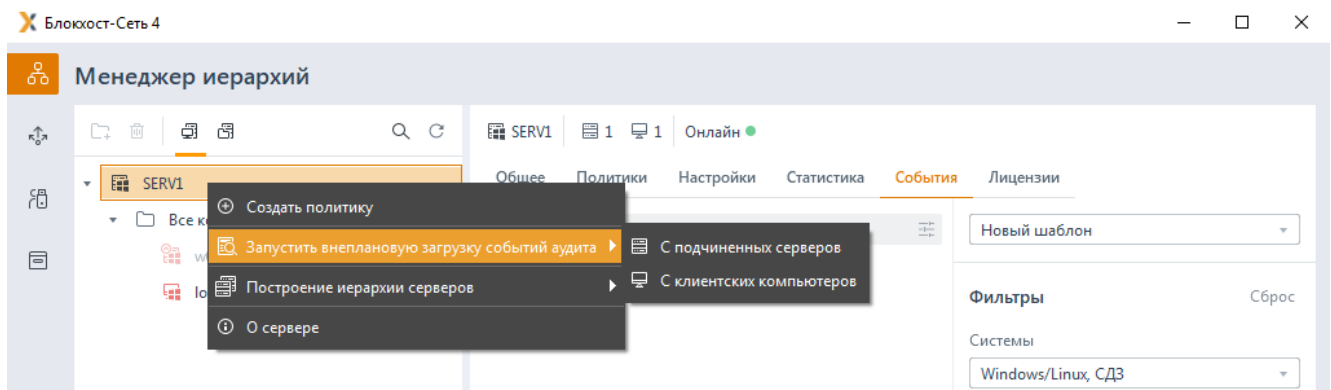 Блокхост-Сеть 4
Менеджер иерархий
SERV1 1 1 Онлайн
SERV1
Общее Политики Настройки Статистика События Лицензии
Создать политику
Запустить внеплановую загрузку событий аудита
С подчиненных серверов
С клиентских компьютеров
Построение иерархии серверов
О сервере
Новый шаблон
Фильтры Сброс
Системы
Windows/Linux, СДЗ